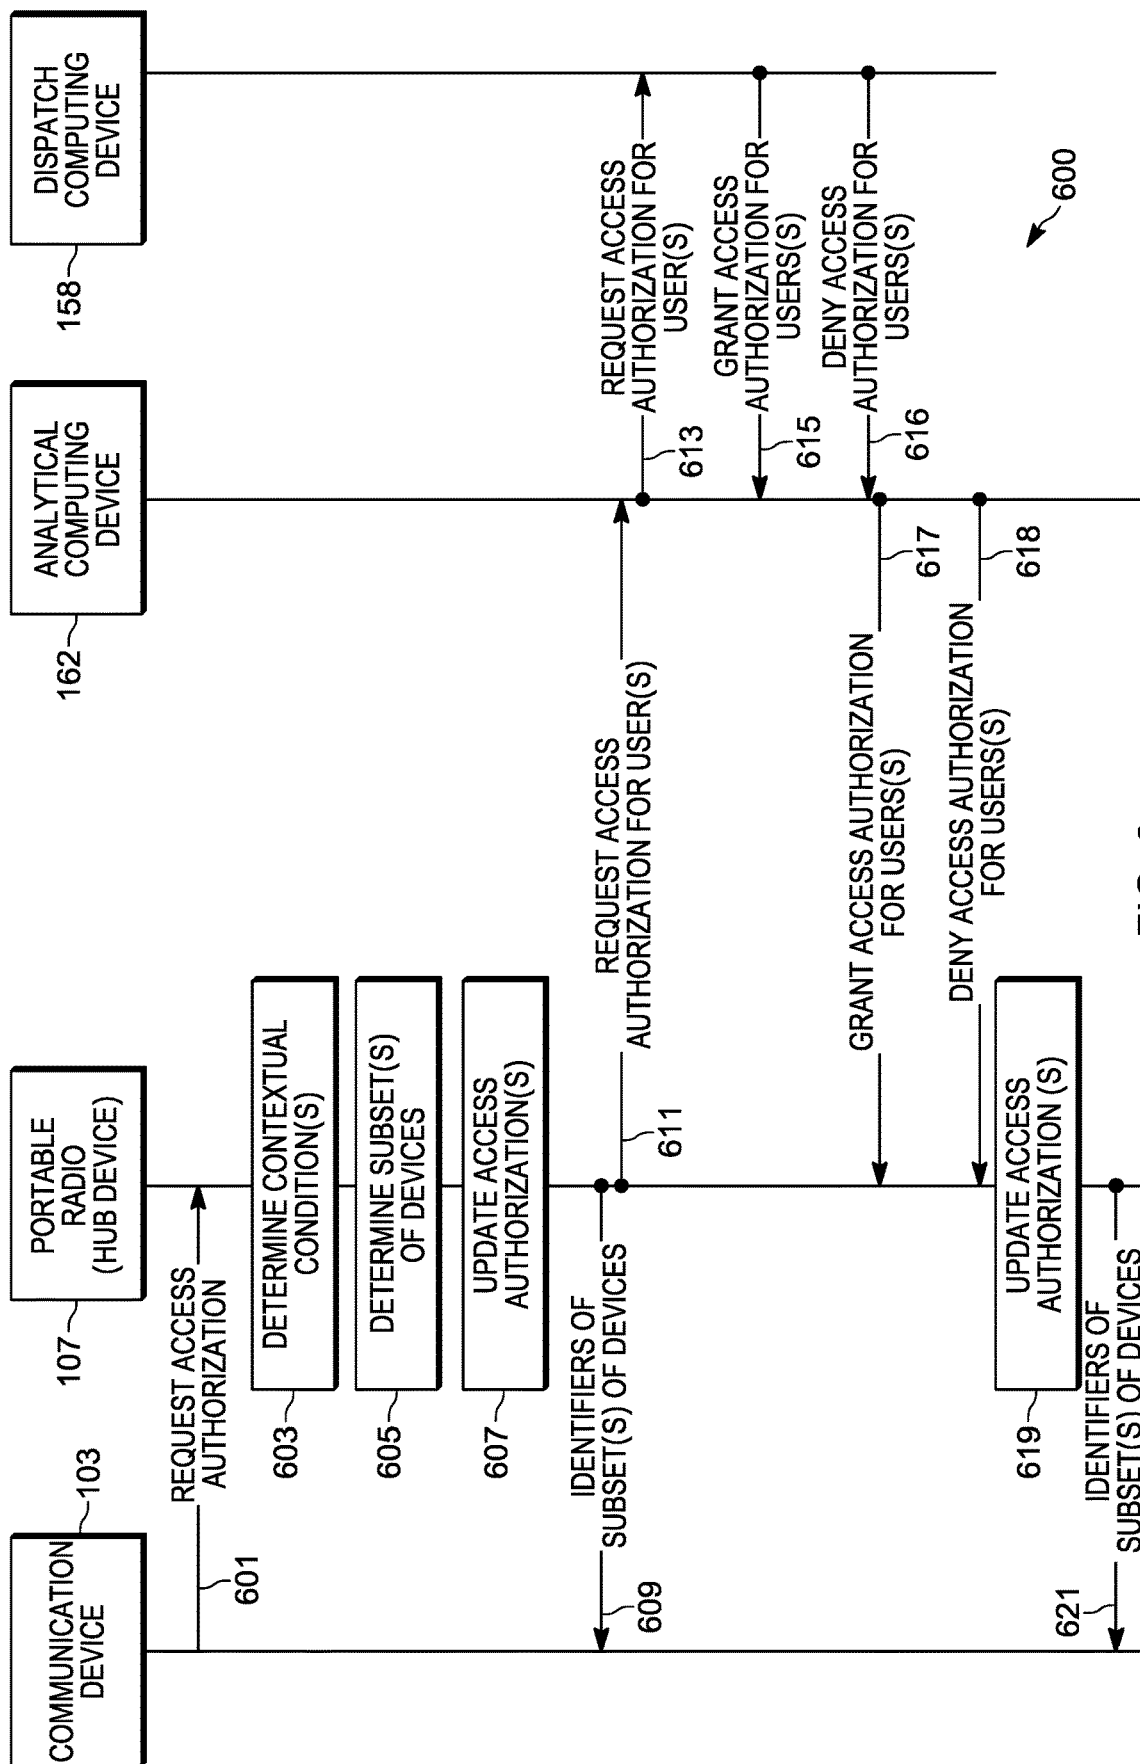 COMMUNICATION
DEVICE
103
PORTABLE
RADIO
(HUB DEVICE)
107
ANALYTICAL
COMPUTING
DEVICE
162
DISPATCH
COMPUTING
DEVICE
158
REQUEST ACCESS
AUTHORIZATION
601
DETERMINE CONTEXTUAL
CONDITION(S)
603
DETERMINE SUBSET(S)
OF DEVICES
605
UPDATE ACCESS
AUTHORIZATION(S)
607
IDENTIFIERS OF
SUBSET(S) OF DEVICES
609
REQUEST ACCESS
AUTHORIZATION FOR USER(S)
611
REQUEST ACCESS
AUTHORIZATION FOR
USER(S)
613
GRANT ACCESS
AUTHORIZATION FOR
USERS(S)
615
DENY ACCESS
AUTHORIZATION FOR
USERS(S)
616
GRANT ACCESS AUTHORIZATION
FOR USERS(S)
617
DENY ACCESS AUTHORIZATION
FOR USERS(S)
618
UPDATE ACCESS
AUTHORIZATION (S)
619
IDENTIFIERS OF
SUBSET(S) OF DEVICES
621
600